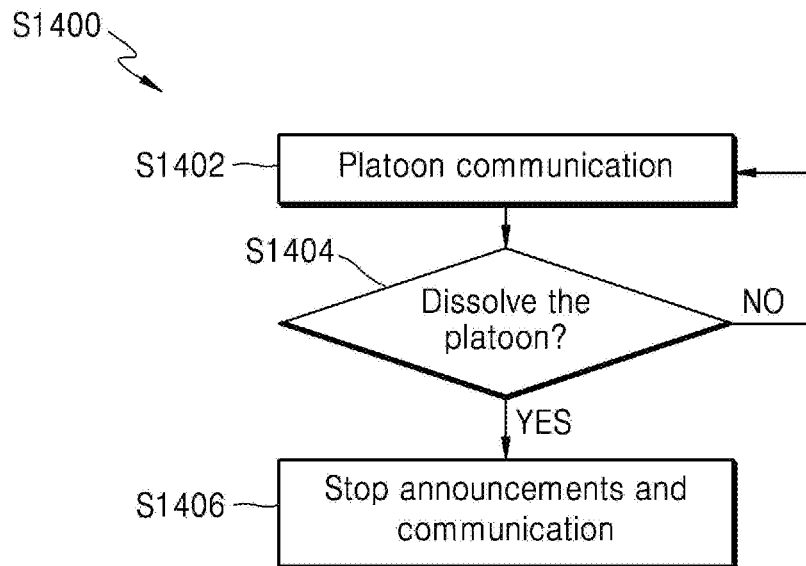 S1400
S1402
Platoon communication
S1404
Dissolve the
platoon?
NO
YES
S1406
Stop announcements and
communication